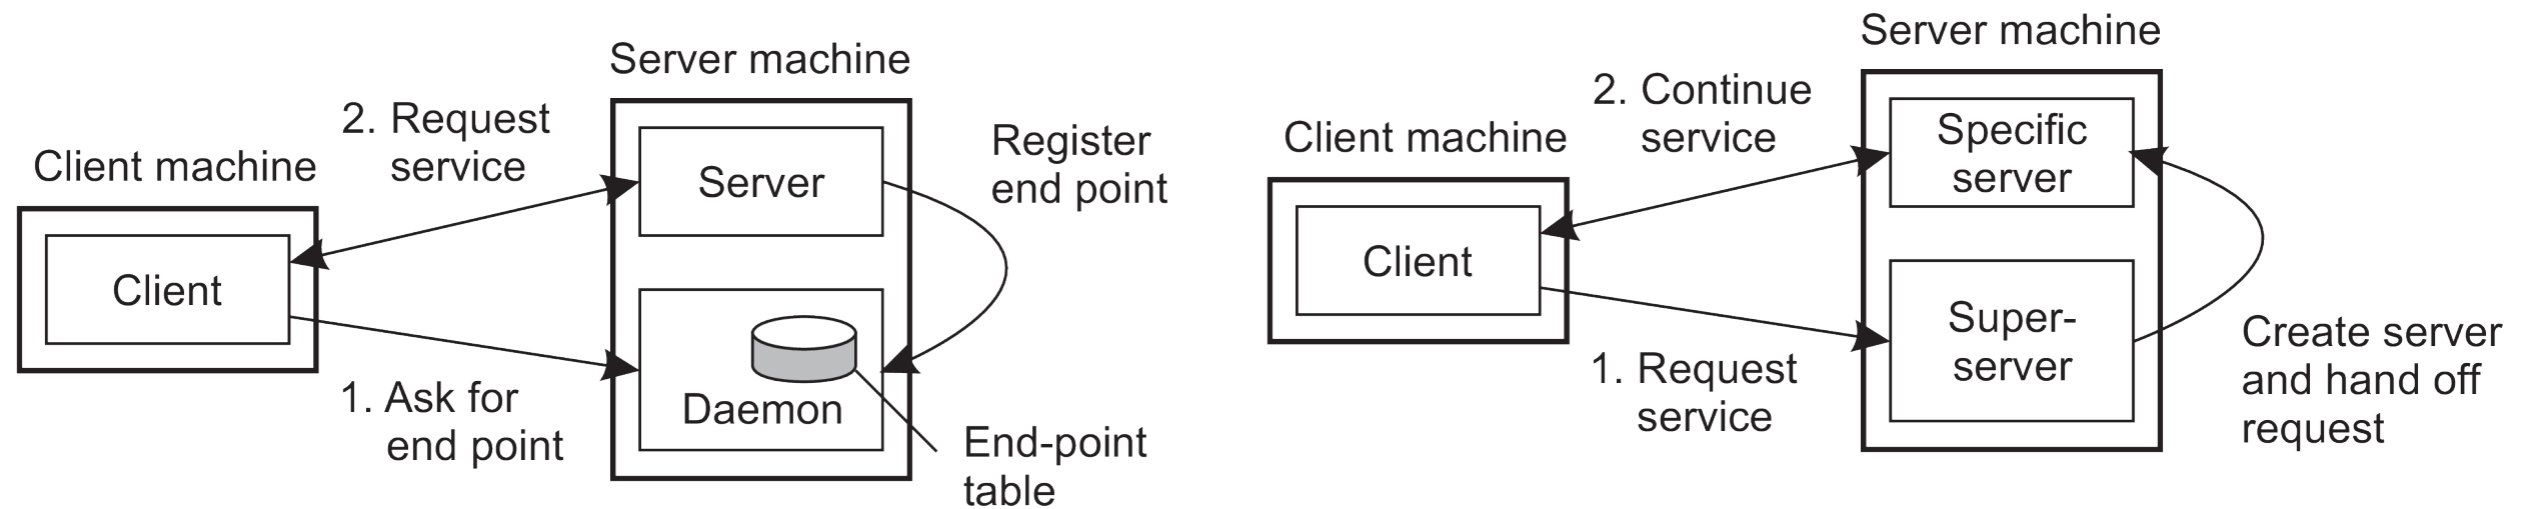 Server machine
2. Request
service
Client machine
Server
Register
end point
Client
1. Ask for
end point
Daemon
End-point
table
Server machine
2. Continue
service
Client machine
Specific
server
Client
Super-
server
1. Request
service
Create server
and hand off
request